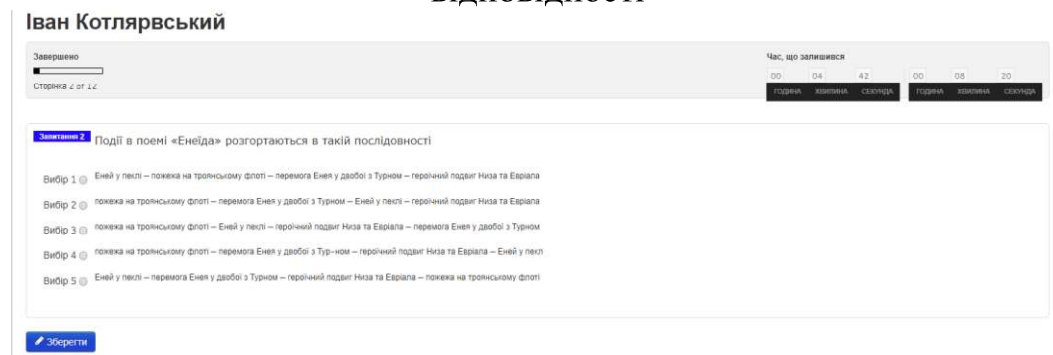 ВІДПОВІДНОСТІ
Іван Котлярвський
Завершено
Сторінка 2 of 12
Час, що залишився
00 04 42 00 08 20
ГОДИНА ХВИЛИНА СЕКУНДА ГОДИНА ХВИЛИНА СЕКУНДА
Запитання 2 Події в поемі «Енеїда» розгортаються в такій послідовності
Вибір 1 Еней у пеклі – пожежа на троянському флоті – перемога Енея у двобої з Турном – героїчний подвиг Низа та Евріала
Вибір 2 пожежа на троянському флоті – перемога Енея у двобої з Турном – Еней у пеклі – героїчний подвиг Низа та Евріала
Вибір 3 пожежа на троянському флоті – Еней у пеклі – героїчний подвиг Низа та Евріала – перемога Енея у двобої з Турном
Вибір 4 пожежа на троянському флоті – перемога Енея у двобої з Тур–ном – героїчний подвиг Низа та Евріала – Еней у пекл
Вибір 5 Еней у пеклі – перемога Енея у двобої з Турном – героїчний подвиг Низа та Евріала – пожежа на троянському флоті
Зберегти